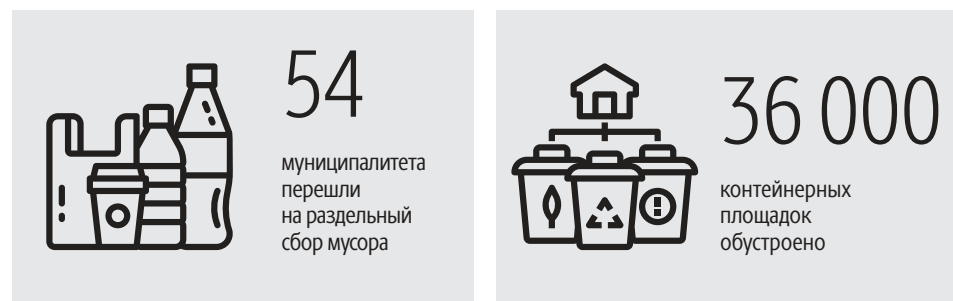 54
муниципалитета
перешли
на раздельный
сбор мусора
36 000
контейнерных
площадок
обустроено